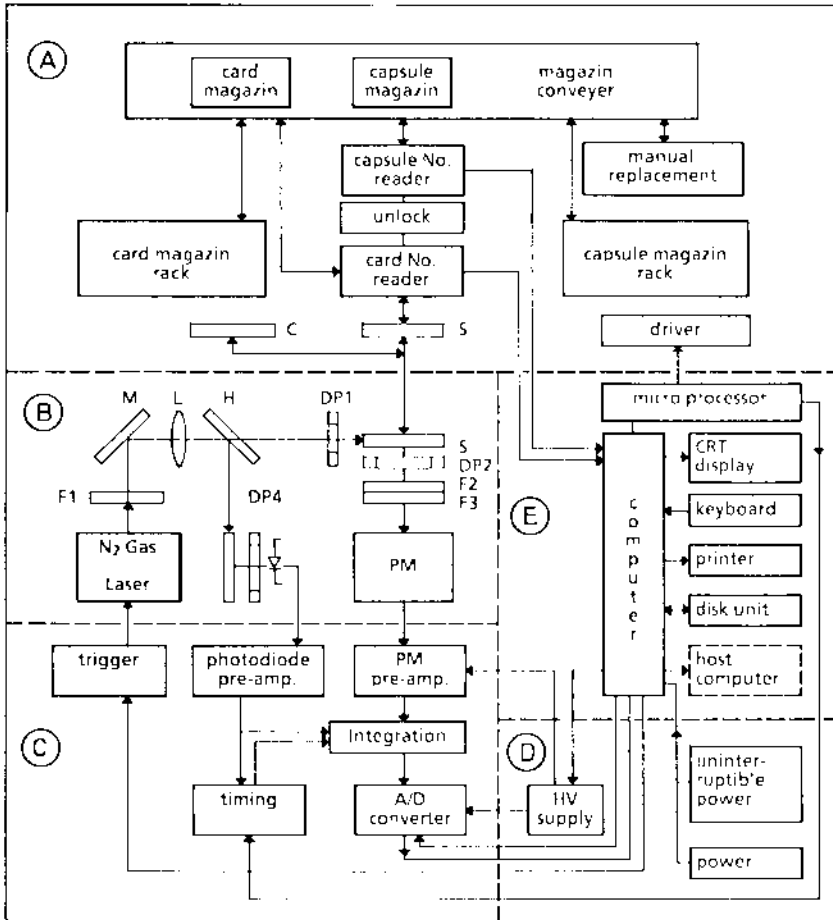 A
card
magazin
capsule
magazin
magazin
conveyer
capsule No.
reader
manual
replacement
unlock
card magazin
rack
card No.
reader
capsule magazin
rack
C
S
driver
B
M
L
H
DP1
micro processor
S
DP2
F2
F3
CRT
display
F1
DP4
E
keyboard
N2 Gas
Laser
PM
computer
printer
disk unit
trigger
photodiode
pre-amp.
PM
pre-amp.
host
computer
C
Integration
D
timing
A/D
converter
HV
supply
uninter-
ruptible
power
power